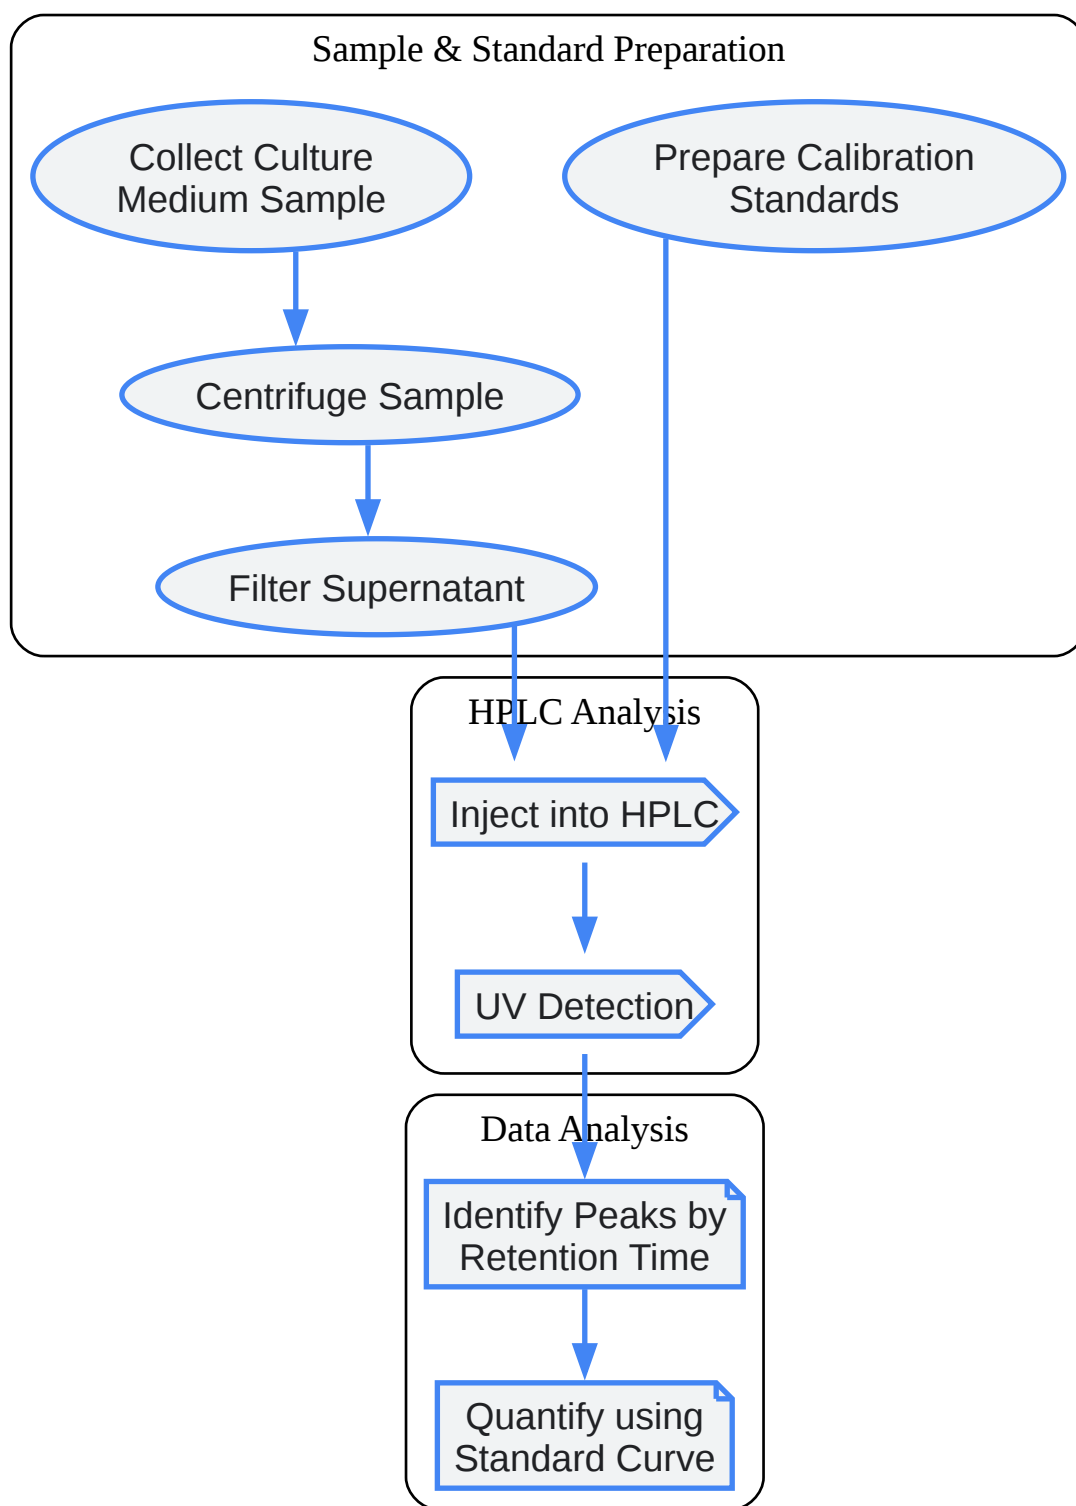 Sample & Standard Preparation
Collect Culture
Medium Sample
Prepare Calibration
Standards
Centrifuge Sample
Filter Supernatant
HPLC Analysis
Inject into HPLC
UV Detection
Data Analysis
Identify Peaks by
Retention Time
Quantify using
Standard Curve